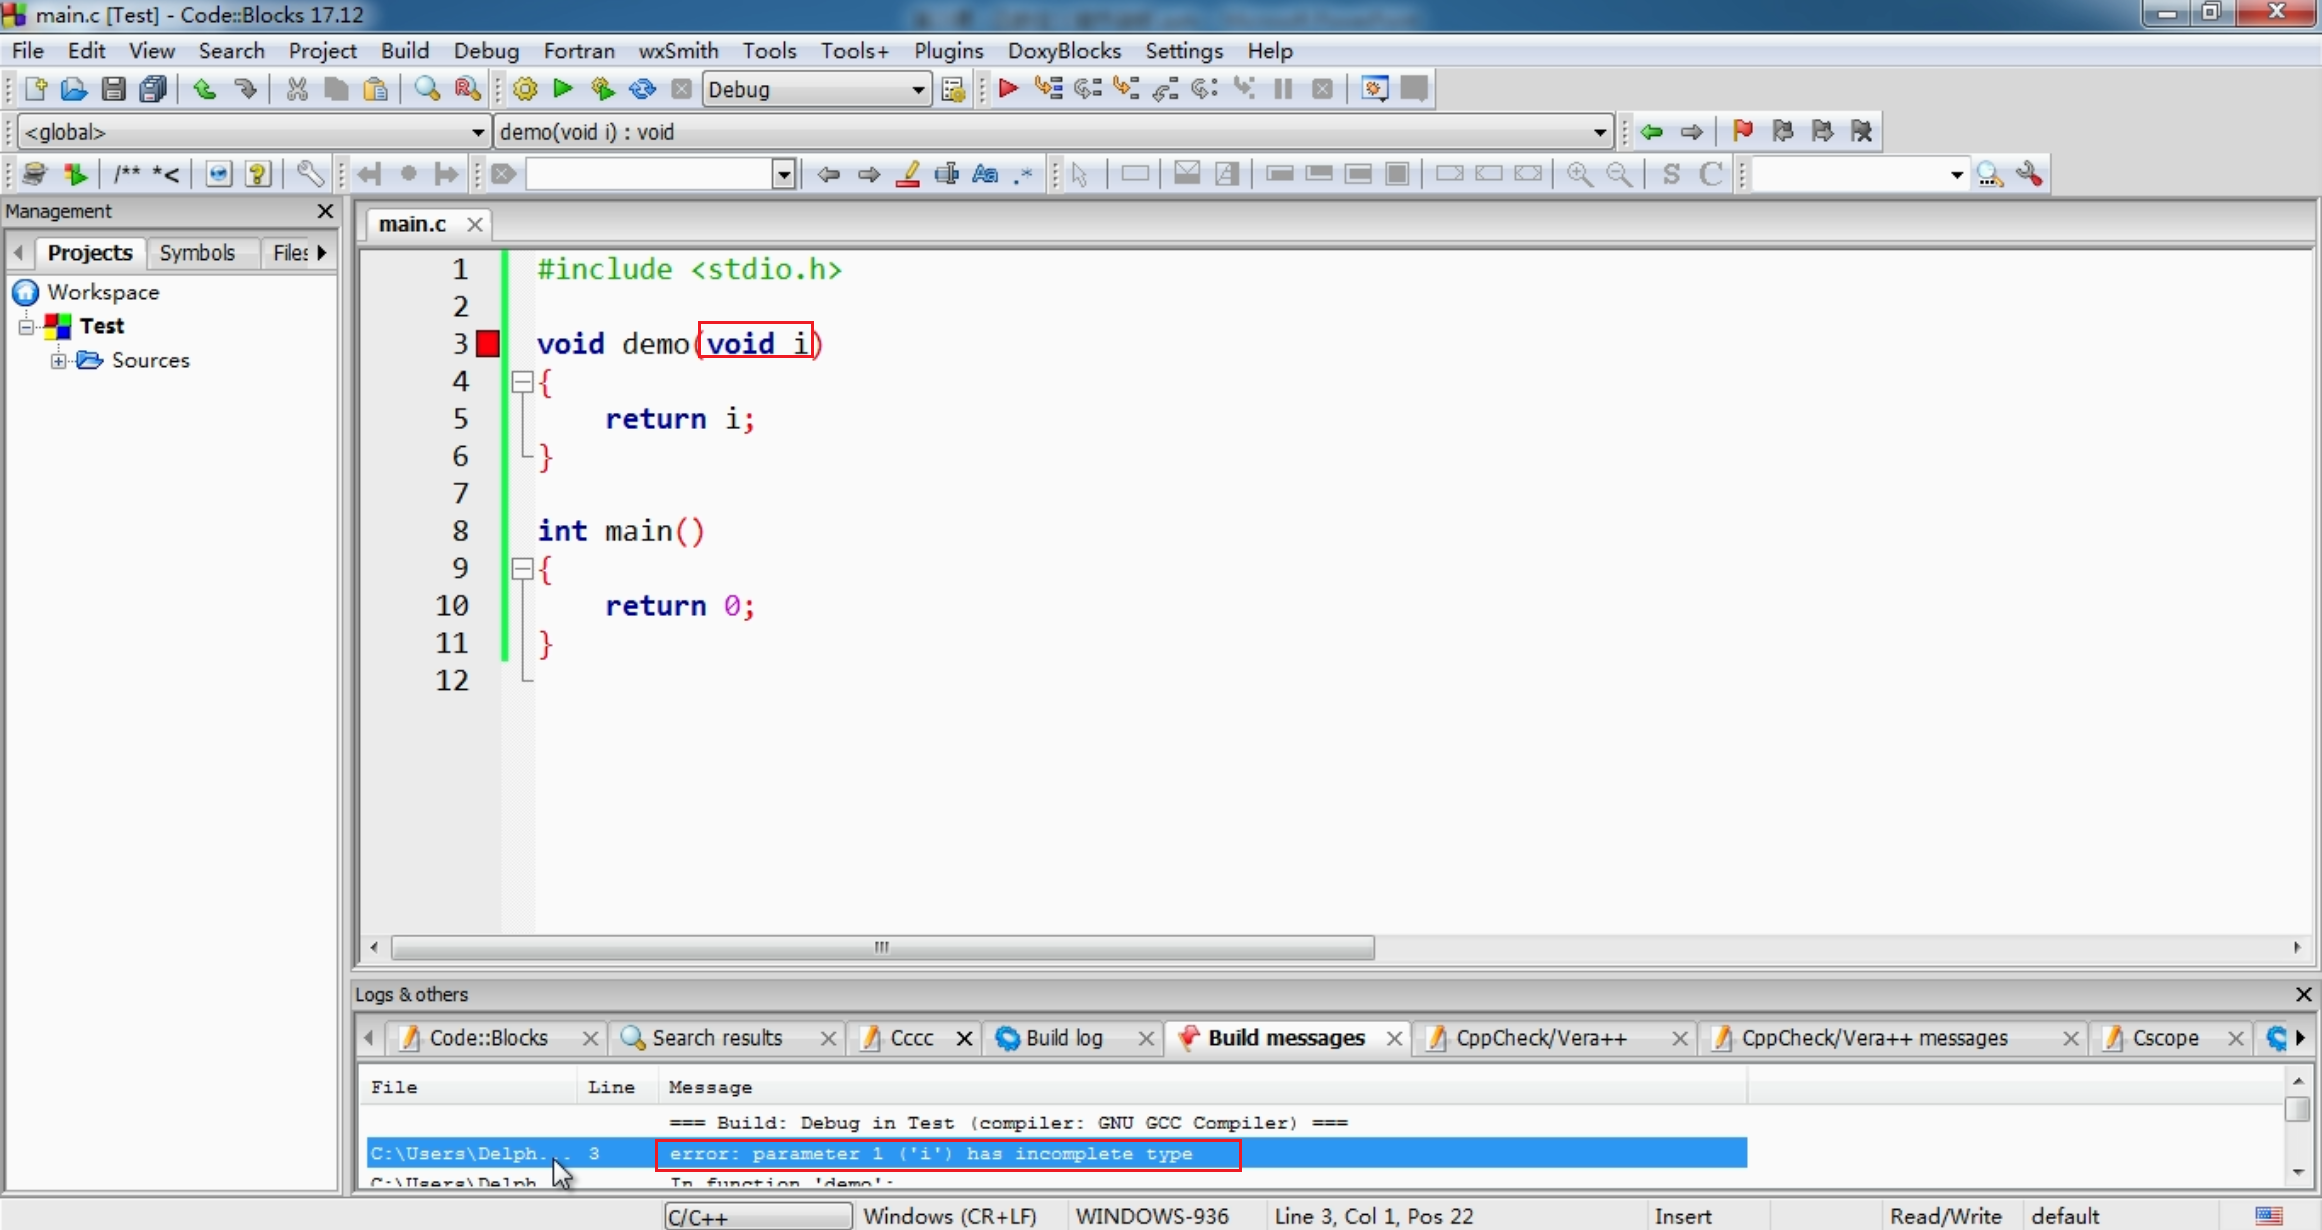 main.c [Test] - Code::Blocks 17.12
File Edit View Search Project Build Debug Fortran wxSmith Tools Tools+ Plugins DoxyBlocks Settings Help
Debug
<global> demo(void i) : void
/** *< Aa .* S C
Management
main.c
Projects Symbols Files
Workspace
Test
Sources
1 #include <stdio.h>
2
3 void demo(void i)
4 {
5 return i;
6 }
7
8 int main()
9 {
10 return 0;
11 }
12
Logs & others
Code::Blocks Search results Cccc Build log Build messages CppCheck/Vera++ CppCheck/Vera++ messages Cscope
File Line Message
=== Build: Debug in Test (compiler: GNU GCC Compiler) ===
C:\Users\Delph... 3 error: parameter 1 ('i') has incomplete type
C:\Users\Delph In function 'demo':
C/C++ Windows (CR+LF) WINDOWS-936 Line 3, Col 1, Pos 22 Insert Read/Write default